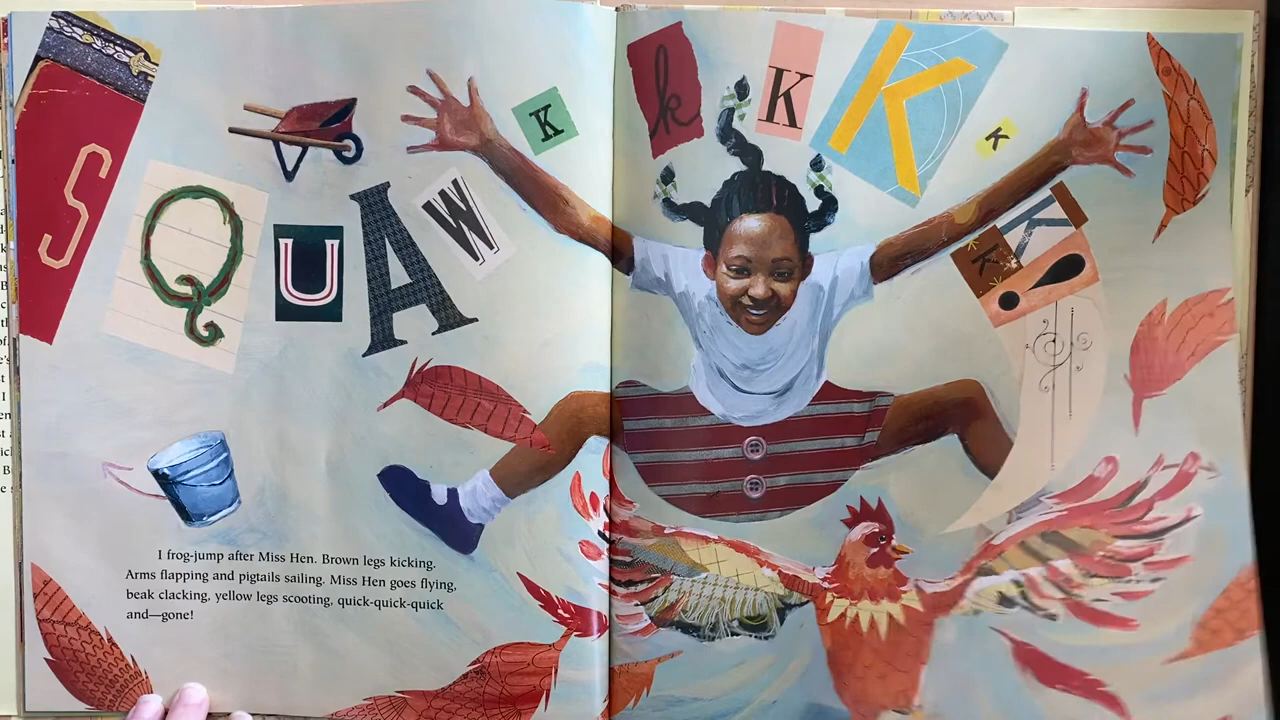 SQUAWKkKKkKk!
I frog-jump after Miss Hen. Brown legs kicking.
Arms flapping and pigtails sailing. Miss Hen goes flying,
beak clacking, yellow legs scooting, quick-quick-quick
and—gone!